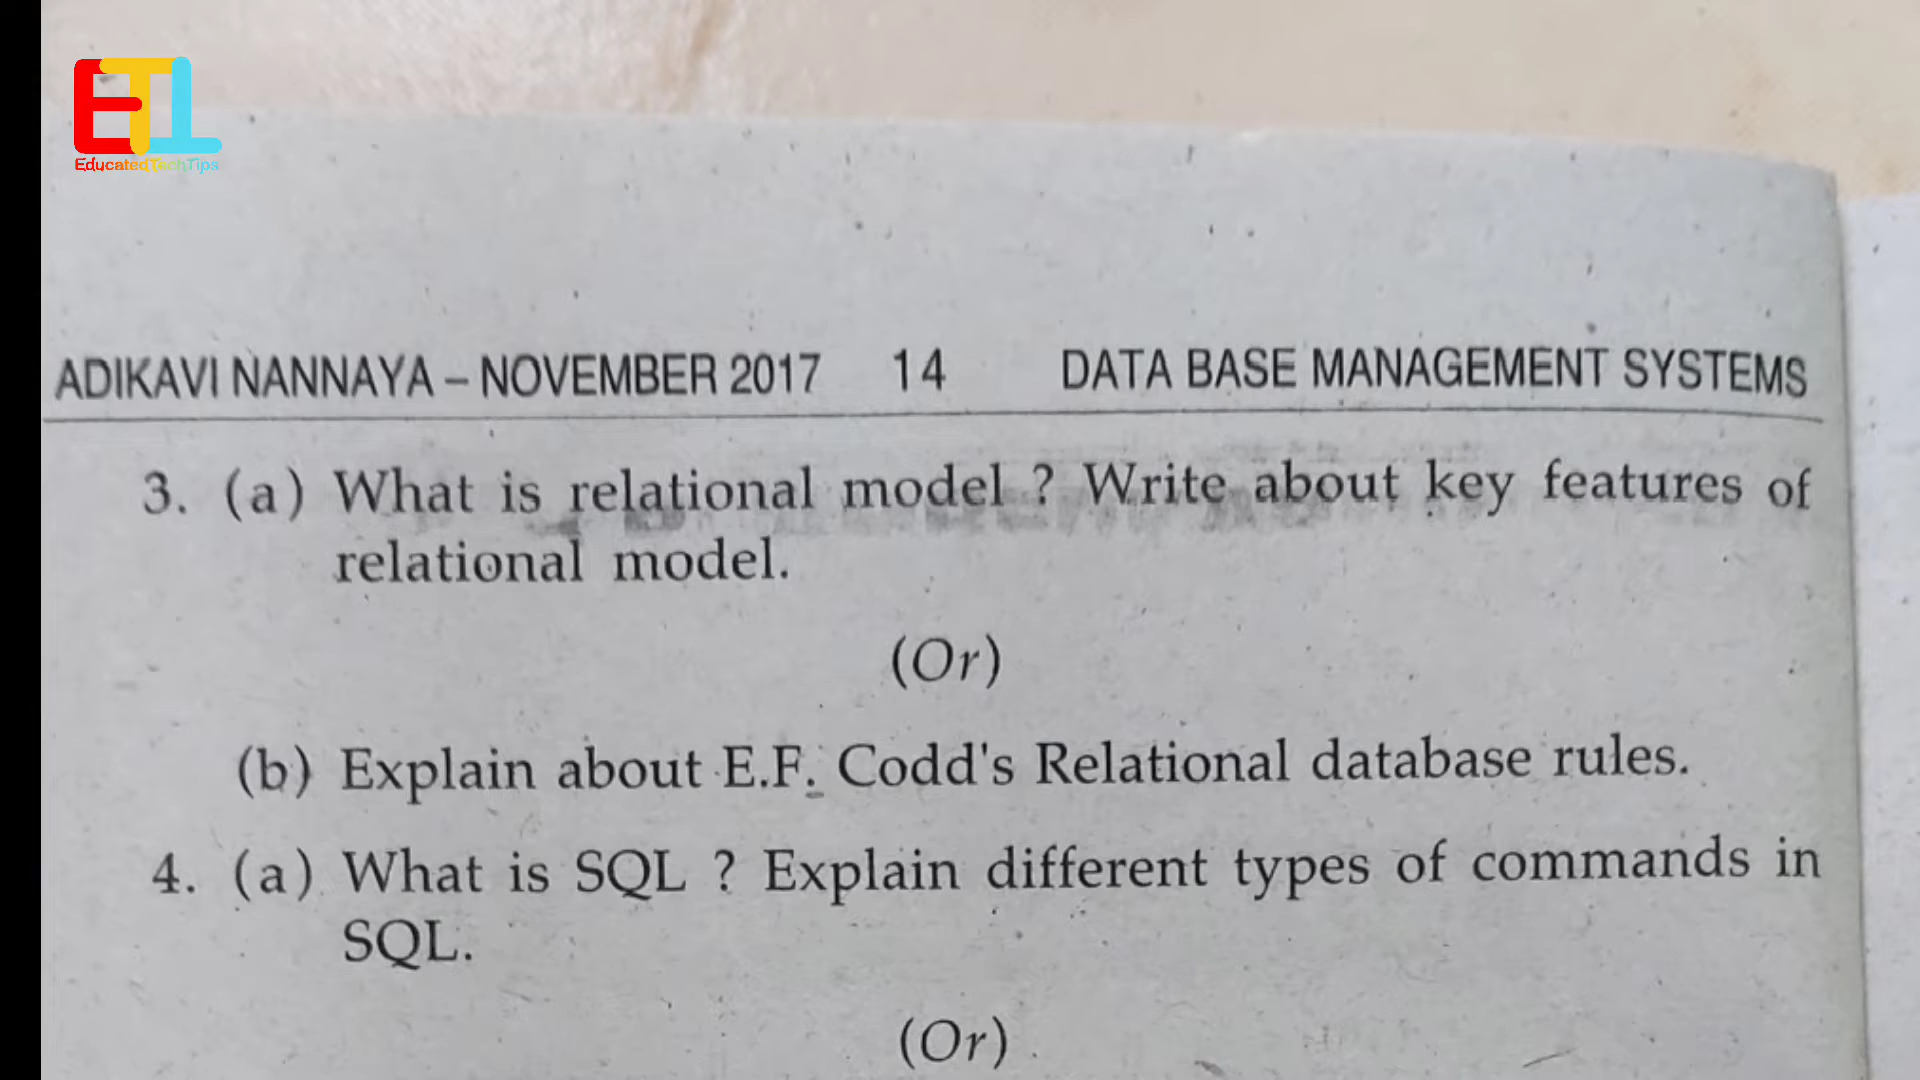 ETT
EducatedTechTips
ADIKAVI NANNAYA – NOVEMBER 2017 14 DATA BASE MANAGEMENT SYSTEMS
3. (a) What is relational model ? Write about key features of
relational model.
(Or)
(b) Explain about E.F. Codd's Relational database rules.
4. (a) What is SQL ? Explain different types of commands in
SQL.
(Or)